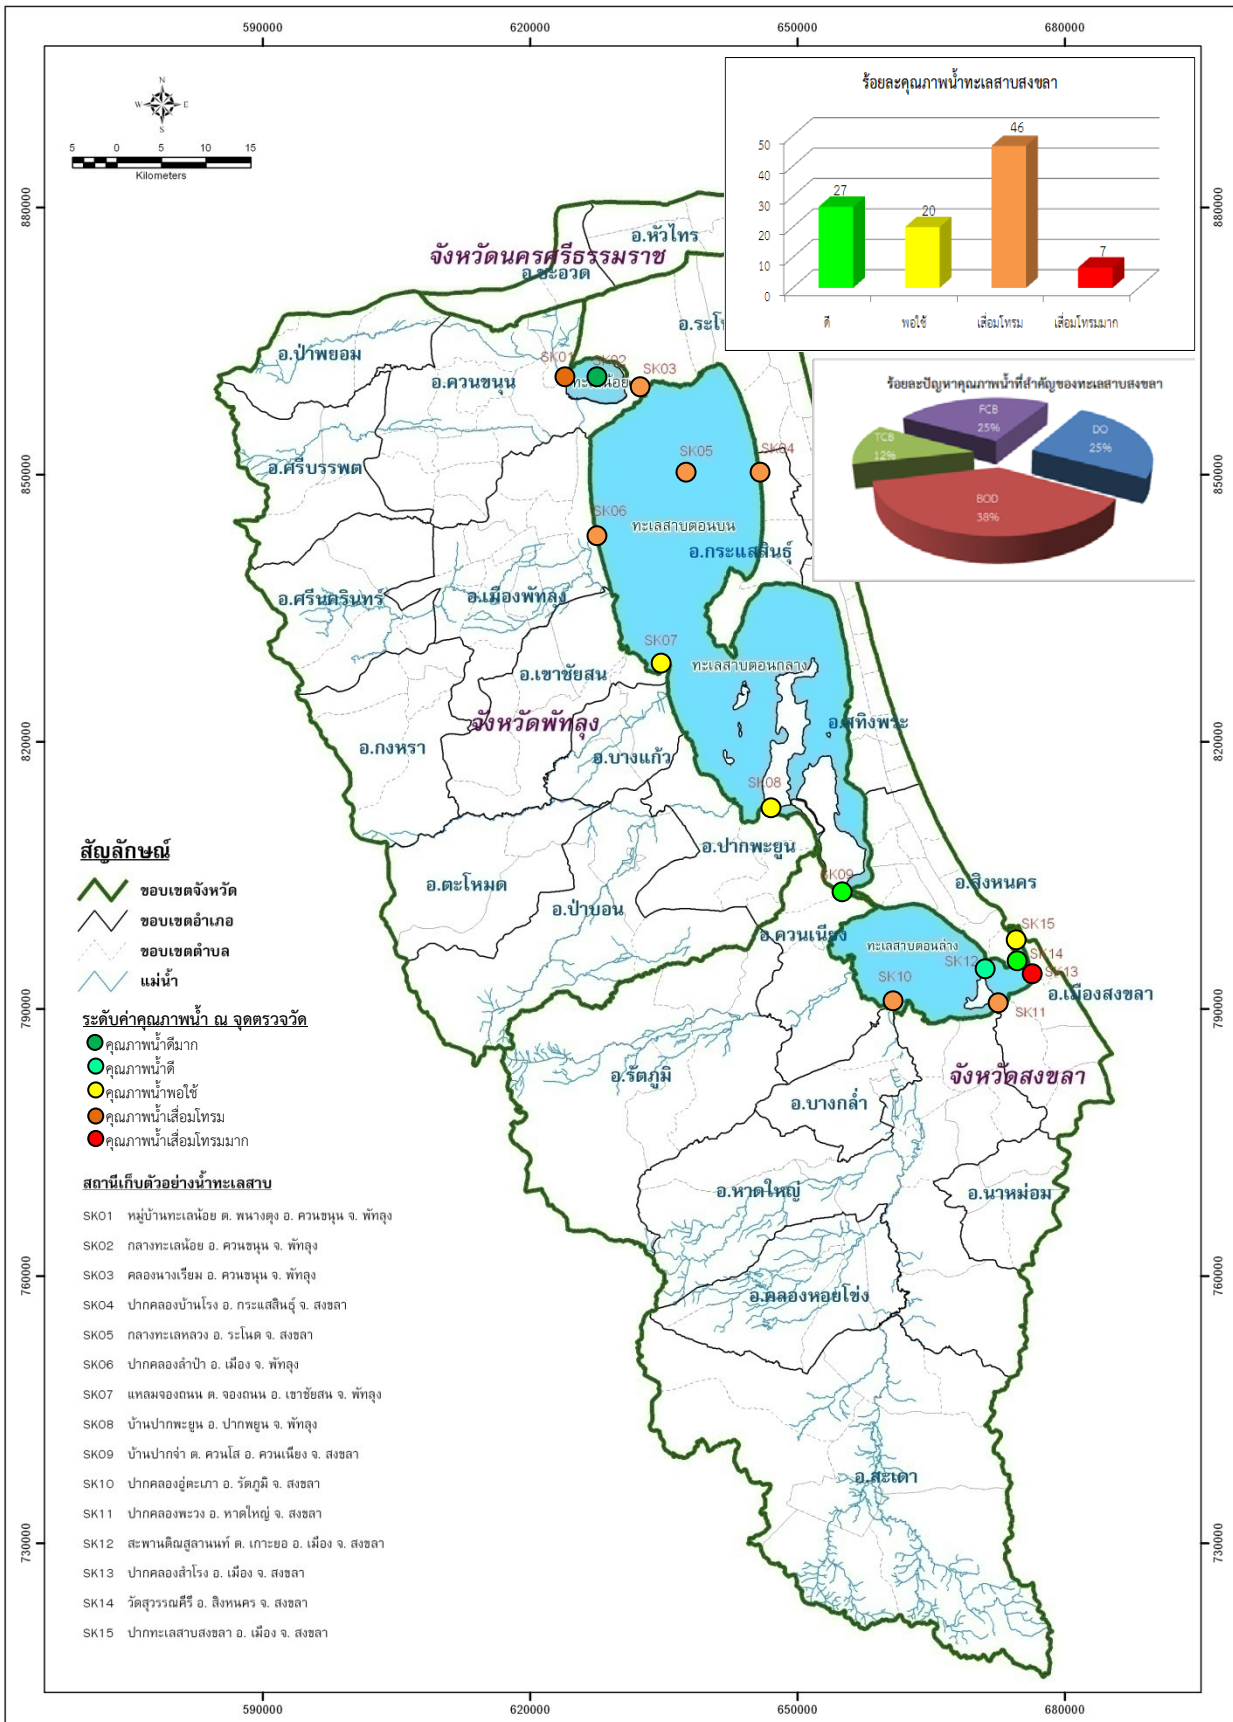 590000
620000
650000
680000
N
W
E
S
5
0
5
10
15
Kilometers
ร้อยละคุณภาพน้ำทะเลสาบสงขลา
50
40
30
20
10
0
27
20
46
7
ดี
พอใช้
เสื่อมโทรม
เสื่อมโทรมมาก
ร้อยละปัญหาคุณภาพน้ำที่สำคัญของทะเลสาบสงขลา
FCB
25%
DO
25%
TCB
12%
BOD
38%
880000
880000
850000
850000
820000
820000
790000
790000
760000
760000
730000
730000
อ.หัวไทร
จังหวัดนครศรีธรรมราช
อ.ชะอวด
อ.ป่าพยอม
อ.ควนขนุน
SK01
SK02
SK03
ทะเลน้อย
อ.ศรีบรรพต
SK05
SK04
SK06
ทะเลสาบตอนบน
อ.กระแสสินธุ์
อ.ศรีนครินทร์
อ.เมืองพัทลุง
SK07
ทะเลสาบตอนกลาง
อ.เขาชัยสน
จังหวัดพัทลุง
อ.กงหรา
อ.สทิงพระ
อ.บางแก้ว
SK08
อ.ปากพะยูน
อ.ตะโหมด
อ.ป่าบอน
SK09
อ.สิงหนคร
อ.ควนเนียง
ทะเลสาบตอนล่าง
SK15
SK14
SK12
SK13
SK10
SK11
อ.เมืองสงขลา
อ.รัตภูมิ
จังหวัดสงขลา
อ.บางกล่ำ
อ.หาดใหญ่
อ.นาหม่อม
อ.คลองหอยโข่ง
อ.สะเดา
สัญลักษณ์
ขอบเขตจังหวัด
ขอบเขตอำเภอ
ขอบเขตตำบล
แม่น้ำ
ระดับค่าคุณภาพน้ำ ณ จุดตรวจวัด
คุณภาพน้ำดีมาก
คุณภาพน้ำดี
คุณภาพน้ำพอใช้
คุณภาพน้ำเสื่อมโทรม
คุณภาพน้ำเสื่อมโทรมมาก
สถานีเก็บตัวอย่างน้ำทะเลสาบ
SK01 หมู่บ้านทะเลน้อย ต. พนางตุง อ. ควนขนุน จ. พัทลุง
SK02 กลางทะเลน้อย อ. ควนขนุน จ. พัทลุง
SK03 คลองนางเรียม อ. ควนขนุน จ. พัทลุง
SK04 ปากคลองบ้านโรง อ. กระแสสินธุ์ จ. สงขลา
SK05 กลางทะเลหลวง อ. ระโนด จ. สงขลา
SK06 ปากคลองลำปำ อ. เมือง จ. พัทลุง
SK07 แหลมจองถนน ต. จองถนน อ. เขาชัยสน จ. พัทลุง
SK08 บ้านปากพะยูน อ. ปากพยูน จ. พัทลุง
SK09 บ้านปากจ่า ต. ควนโส อ. ควนเนียง จ. สงขลา
SK10 ปากคลองอู่ตะเภา อ. รัตภูมิ จ. สงขลา
SK11 ปากคลองพะวง อ. หาดใหญ่ จ. สงขลา
SK12 สะพานติณสูลานนท์ ต. เกาะยอ อ. เมือง จ. สงขลา
SK13 ปากคลองสำโรง อ. เมือง จ. สงขลา
SK14 วัดสุวรรณคีรี อ. สิงหนคร จ. สงขลา
SK15 ปากทะเลสาบสงขลา อ. เมือง จ. สงขลา
590000
620000
650000
680000